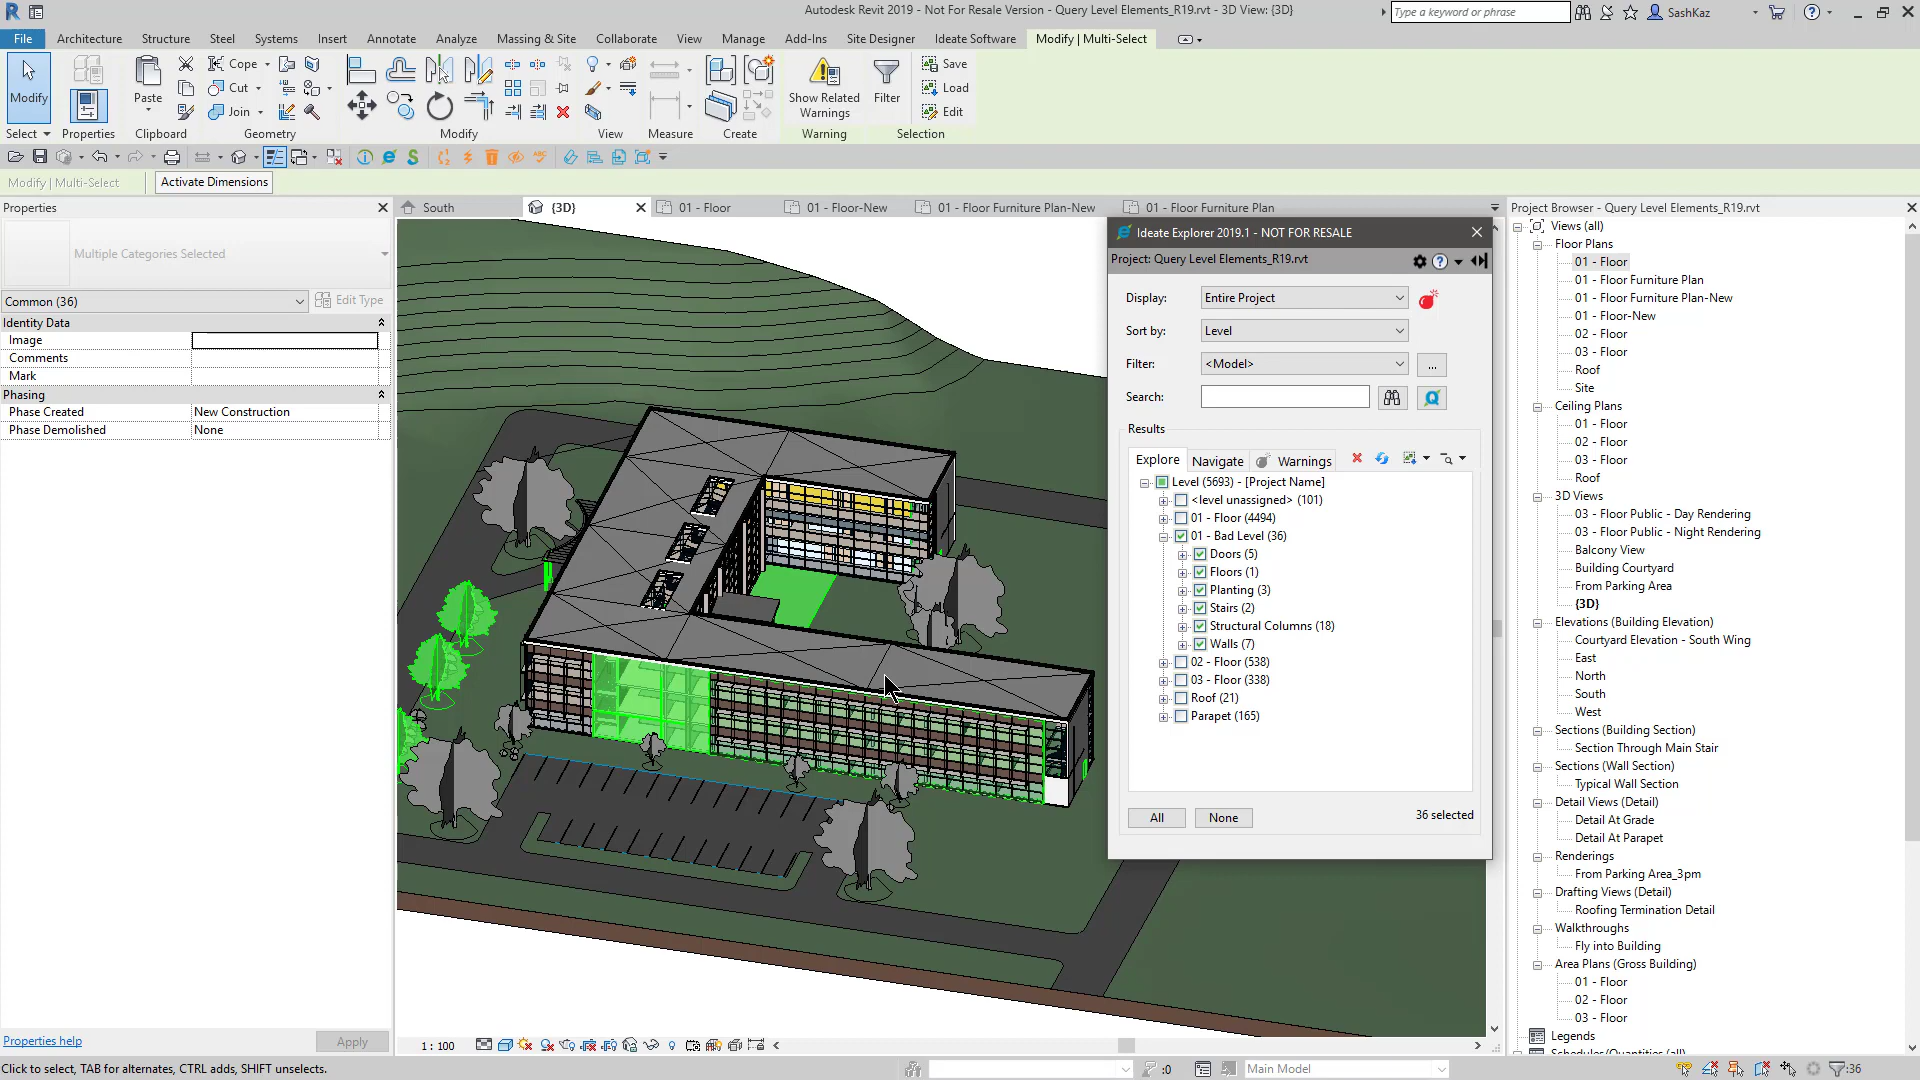 Autodesk Revit 2019 - Not For Resale Version - Query Level Elements_R19.rvt - 3D View: {3D}
Type a keyword or phrase
SashKaz
File
Architecture
Structure
Steel
Systems
Insert
Annotate
Analyze
Massing & Site
Collaborate
View
Manage
Add-Ins
Site Designer
Ideate Software
Modify | Multi-Select
Modify
Paste
Cope
Cut
Join
Show Related
Warnings
Filter
Save
Load
Edit
Select
Properties
Clipboard
Geometry
Modify
View
Measure
Create
Warning
Selection
Modify | Multi-Select
Activate Dimensions
Properties
Multiple Categories Selected
Common (36)
Edit Type
Identity Data
Image
Comments
Mark
Phasing
Phase Created
New Construction
Phase Demolished
None
Properties help
Apply
South
{3D}
01 - Floor
01 - Floor-New
01 - Floor Furniture Plan-New
01 - Floor Furniture Plan
Ideate Explorer 2019.1 - NOT FOR RESALE
Project: Query Level Elements_R19.rvt
Display:
Entire Project
Sort by:
Level
Filter:
<Model>
...
Search:
Results
Explore
Navigate
Warnings
Level (5693) - [Project Name]
<level unassigned> (101)
01 - Floor (4494)
01 - Bad Level (36)
Doors (5)
Floors (1)
Planting (3)
Stairs (2)
Structural Columns (18)
Walls (7)
02 - Floor (538)
03 - Floor (338)
Roof (21)
Parapet (165)
All
None
36 selected
Project Browser - Query Level Elements_R19.rvt
Views (all)
Floor Plans
01 - Floor
01 - Floor Furniture Plan
01 - Floor Furniture Plan-New
01 - Floor-New
02 - Floor
03 - Floor
Roof
Site
Ceiling Plans
01 - Floor
02 - Floor
03 - Floor
Roof
3D Views
03 - Floor Public - Day Rendering
03 - Floor Public - Night Rendering
Balcony View
Building Courtyard
From Parking Area
{3D}
Elevations (Building Elevation)
Courtyard Elevation - South Wing
East
North
South
West
Sections (Building Section)
Section Through Main Stair
Sections (Wall Section)
Typical Wall Section
Detail Views (Detail)
Detail At Grade
Detail At Parapet
Renderings
From Parking Area_3pm
Drafting Views (Detail)
Roofing Termination Detail
Walkthroughs
Fly into Building
Area Plans (Gross Building)
01 - Floor
02 - Floor
03 - Floor
Legends
Schedules/Quantities (all)
1 : 100
Click to select, TAB for alternates, CTRL adds, SHIFT unselects.
:0
Main Model
:36